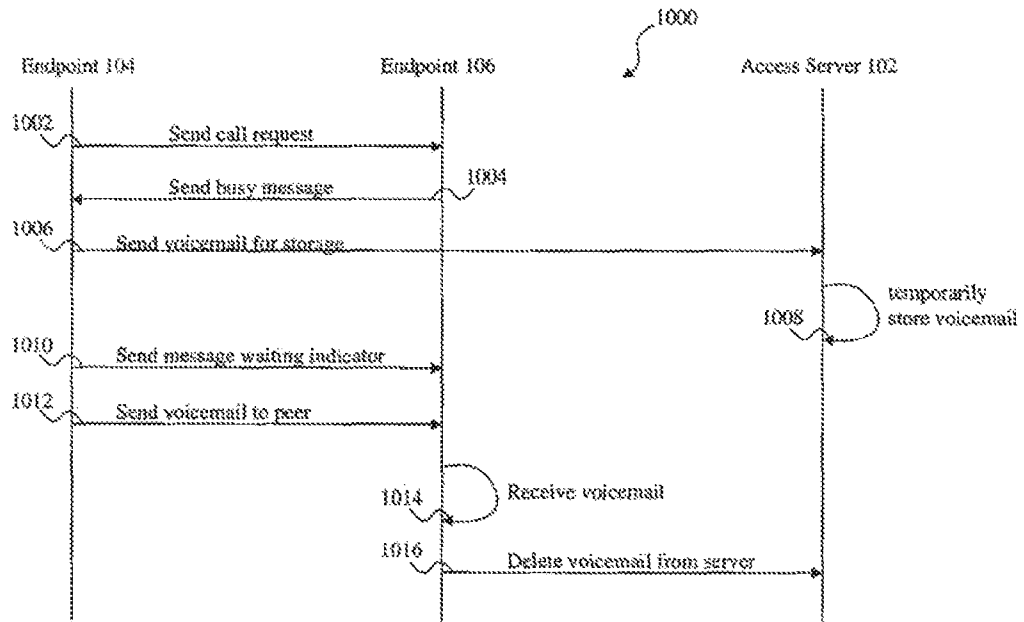 1000
Endpoint 104
Endpoint 106
Access Server 102
1002
Send call request
Send busy message
1004
1006
Send voicemail for storage
temporarily
store voicemail
1008
1010
Send message waiting indicator
1012
Send voicemail to peer
1014
Receive voicemail
1016
Delete voicemail from server